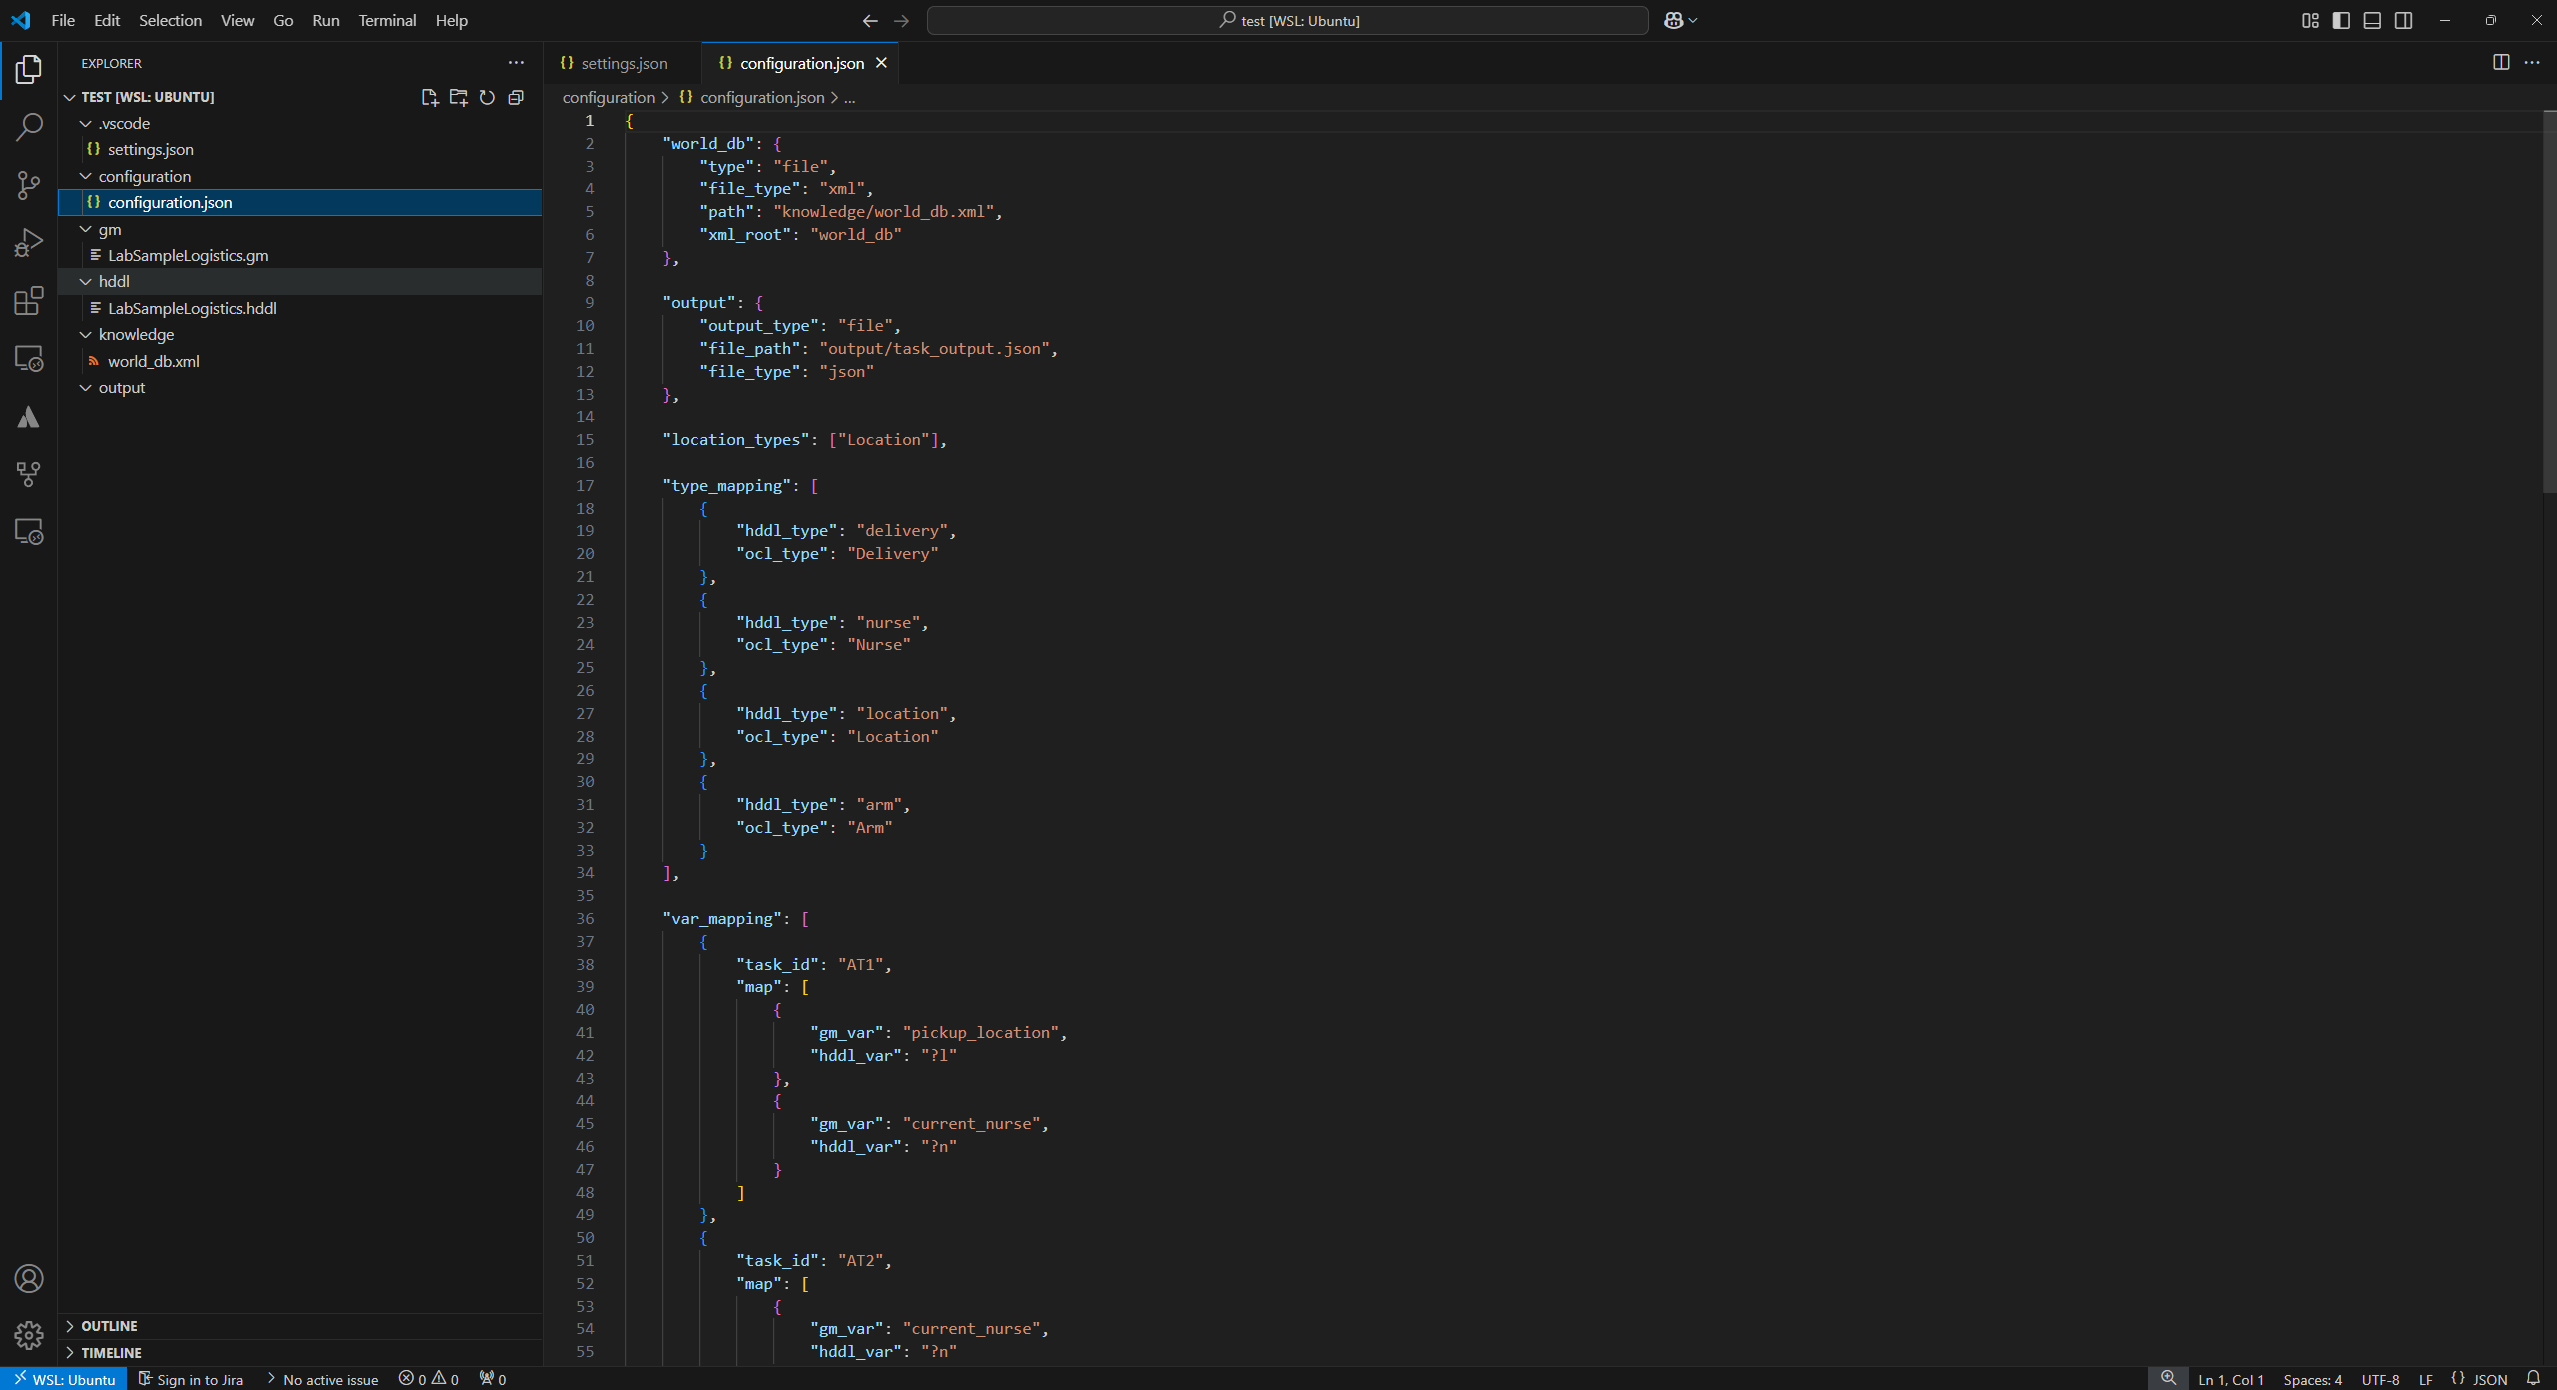 File Edit Selection View Go Run Terminal Help
test [WSL: Ubuntu]
EXPLORER
TEST [WSL: UBUNTU]
.vscode
settings.json
configuration
configuration.json
gm
LabSampleLogistics.gm
hddl
LabSampleLogistics.hddl
knowledge
world_db.xml
output
OUTLINE
TIMELINE
settings.json
configuration.json
configuration > {} configuration.json > ...
1 {
2 "world_db": {
3 "type": "file",
4 "file_type": "xml",
5 "path": "knowledge/world_db.xml",
6 "xml_root": "world_db"
7 },
8
9 "output": {
10 "output_type": "file",
11 "file_path": "output/task_output.json",
12 "file_type": "json"
13 },
14
15 "location_types": ["Location"],
16
17 "type_mapping": [
18 {
19 "hddl_type": "delivery",
20 "ocl_type": "Delivery"
21 },
22 {
23 "hddl_type": "nurse",
24 "ocl_type": "Nurse"
25 },
26 {
27 "hddl_type": "location",
28 "ocl_type": "Location"
29 },
30 {
31 "hddl_type": "arm",
32 "ocl_type": "Arm"
33 }
34 ],
35
36 "var_mapping": [
37 {
38 "task_id": "AT1",
39 "map": [
40 {
41 "gm_var": "pickup_location",
42 "hddl_var": "?l"
43 },
44 {
45 "gm_var": "current_nurse",
46 "hddl_var": "?n"
47 }
48 ]
49 },
50 {
51 "task_id": "AT2",
52 "map": [
53 {
54 "gm_var": "current_nurse",
55 "hddl_var": "?n"
WSL: Ubuntu Sign in to Jira > No active issue 0 0 0 Ln 1, Col 1 Spaces: 4 UTF-8 LF {} JSON